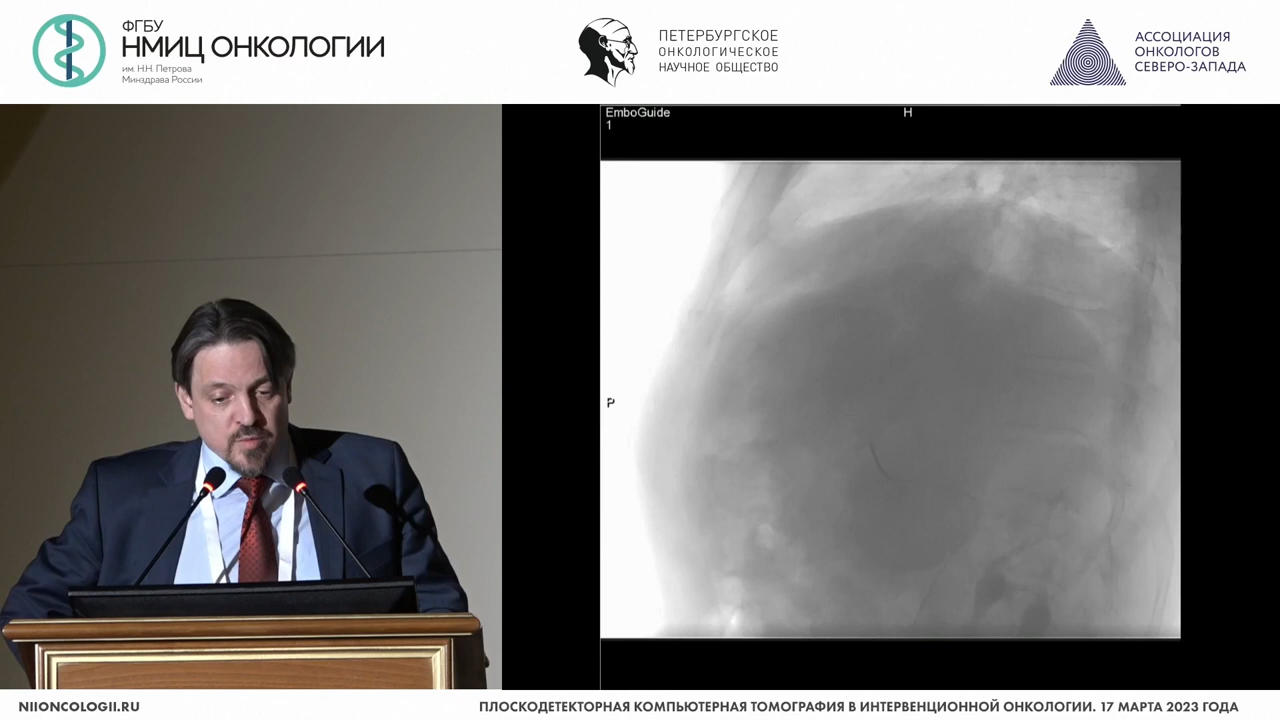 ФГБУ
НМИЦ ОНКОЛОГИИ
им. Н.Н. Петрова
Минздрава России
ПЕТЕРБУРГСКОЕ
ОНКОЛОГИЧЕСКОЕ
НАУЧНОЕ ОБЩЕСТВО
АССОЦИАЦИЯ
ОНКОЛОГОВ
СЕВЕРО-ЗАПАДА
EmboGuide
1
H
P
NIIONCOLOGII.RU
ПЛОСКОДЕТЕКТОРНАЯ КОМПЬЮТЕРНАЯ ТОМОГРАФИЯ В ИНТЕРВЕНЦИОННОЙ ОНКОЛОГИИ. 17 МАРТА 2023 ГОДА